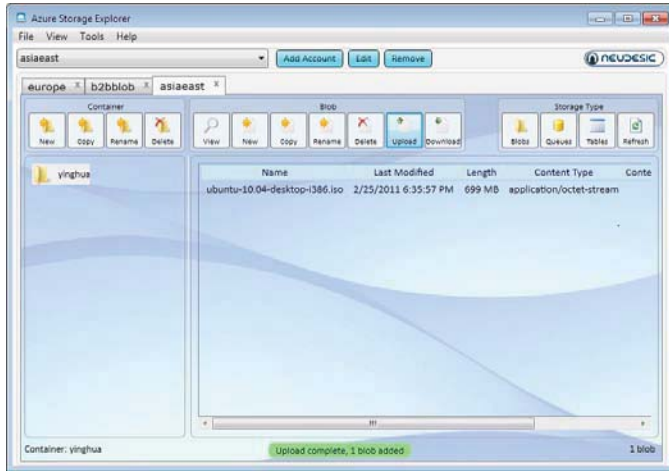 Azure Storage Explorer
File View Tools Help
asiaeast Add Account Edit Remove NEUDESIC
europe x b2bblob x asiaeast x
Container Blob Storage Type
New Copy Rename Delete View New Copy Rename Delete Upload Download Blobs Queues Tables Refresh
yinghua
Name Last Modified Length Content Type Conte
ubuntu-10.04-desktop-i386.iso 2/25/2011 6:35:57 PM 699 MB application/octet-stream
Container: yinghua Upload complete, 1 blob added 1 blob